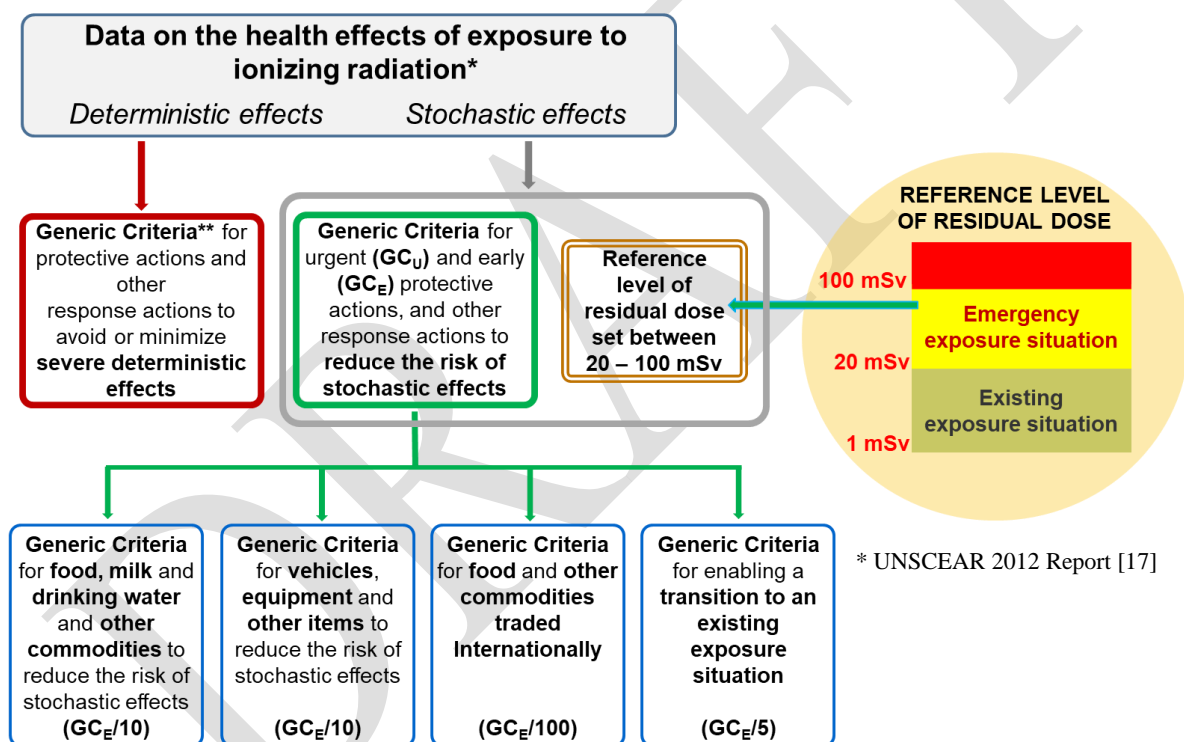 Data on the health effects of exposure to
ionizing radiation*
Deterministic effects
Stochastic effects
Generic Criteria** for
protective actions and
other
response actions to
avoid or minimize
severe deterministic
effects
Generic Criteria for
urgent (GCU) and early
(GCE) protective
actions, and other
response actions to
reduce the risk of
stochastic effects
Reference
level of
residual dose
set between
20 – 100 mSv
REFERENCE LEVEL
OF RESIDUAL DOSE
100 mSv
Emergency
exposure situation
20 mSv
Existing
exposure situation
1 mSv
Generic Criteria
for food, milk and
drinking water
and other
commodities to
reduce the risk of
stochastic effects
(GCE/10)
Generic Criteria
for vehicles,
equipment and
other items to
reduce the risk of
stochastic effects
(GCE/10)
Generic Criteria
for food and other
commodities
traded
Internationally
(GCE/100)
Generic Criteria
for enabling a
transition to an
existing
exposure
situation
(GCE/5)
* UNSCEAR 2012 Report [17]
DRAFT